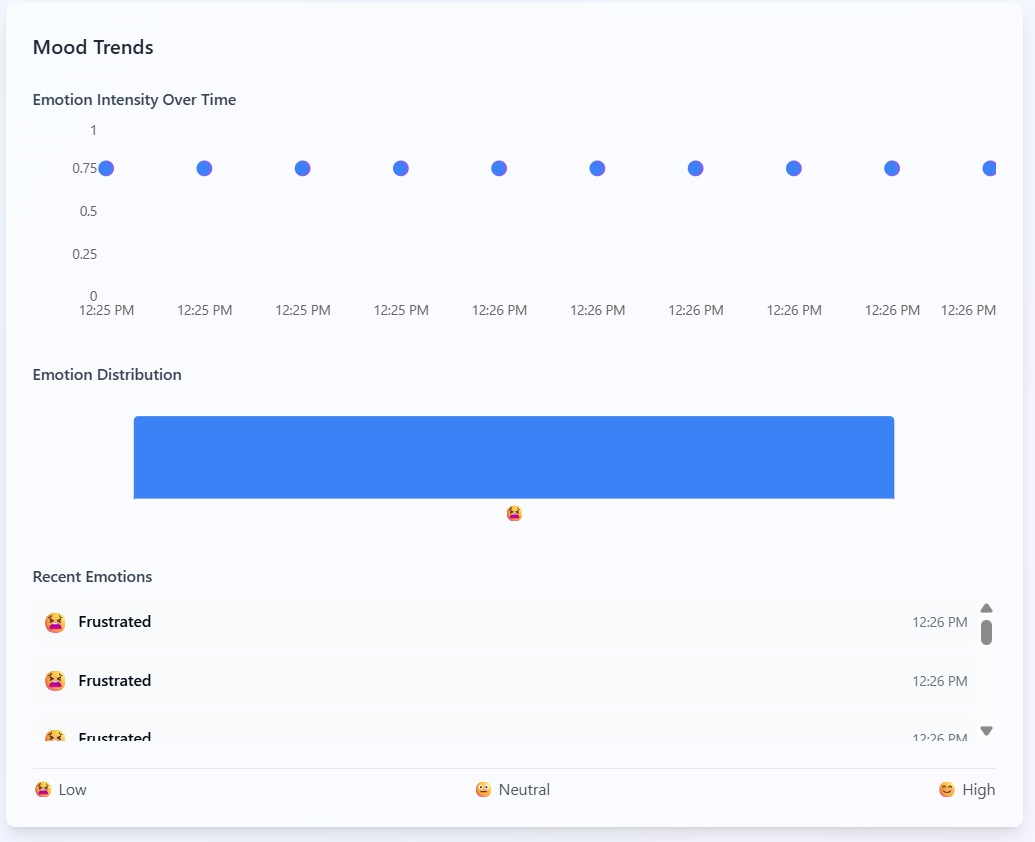 Mood Trends
Emotion Intensity Over Time
1
0.75
0.5
0.25
0
12:25 PM 12:25 PM 12:25 PM 12:25 PM 12:26 PM 12:26 PM 12:26 PM 12:26 PM 12:26 PM 12:26 PM
Emotion Distribution
Recent Emotions
Frustrated 12:26 PM
Frustrated 12:26 PM
Frustrated 12:26 PM
Low Neutral High